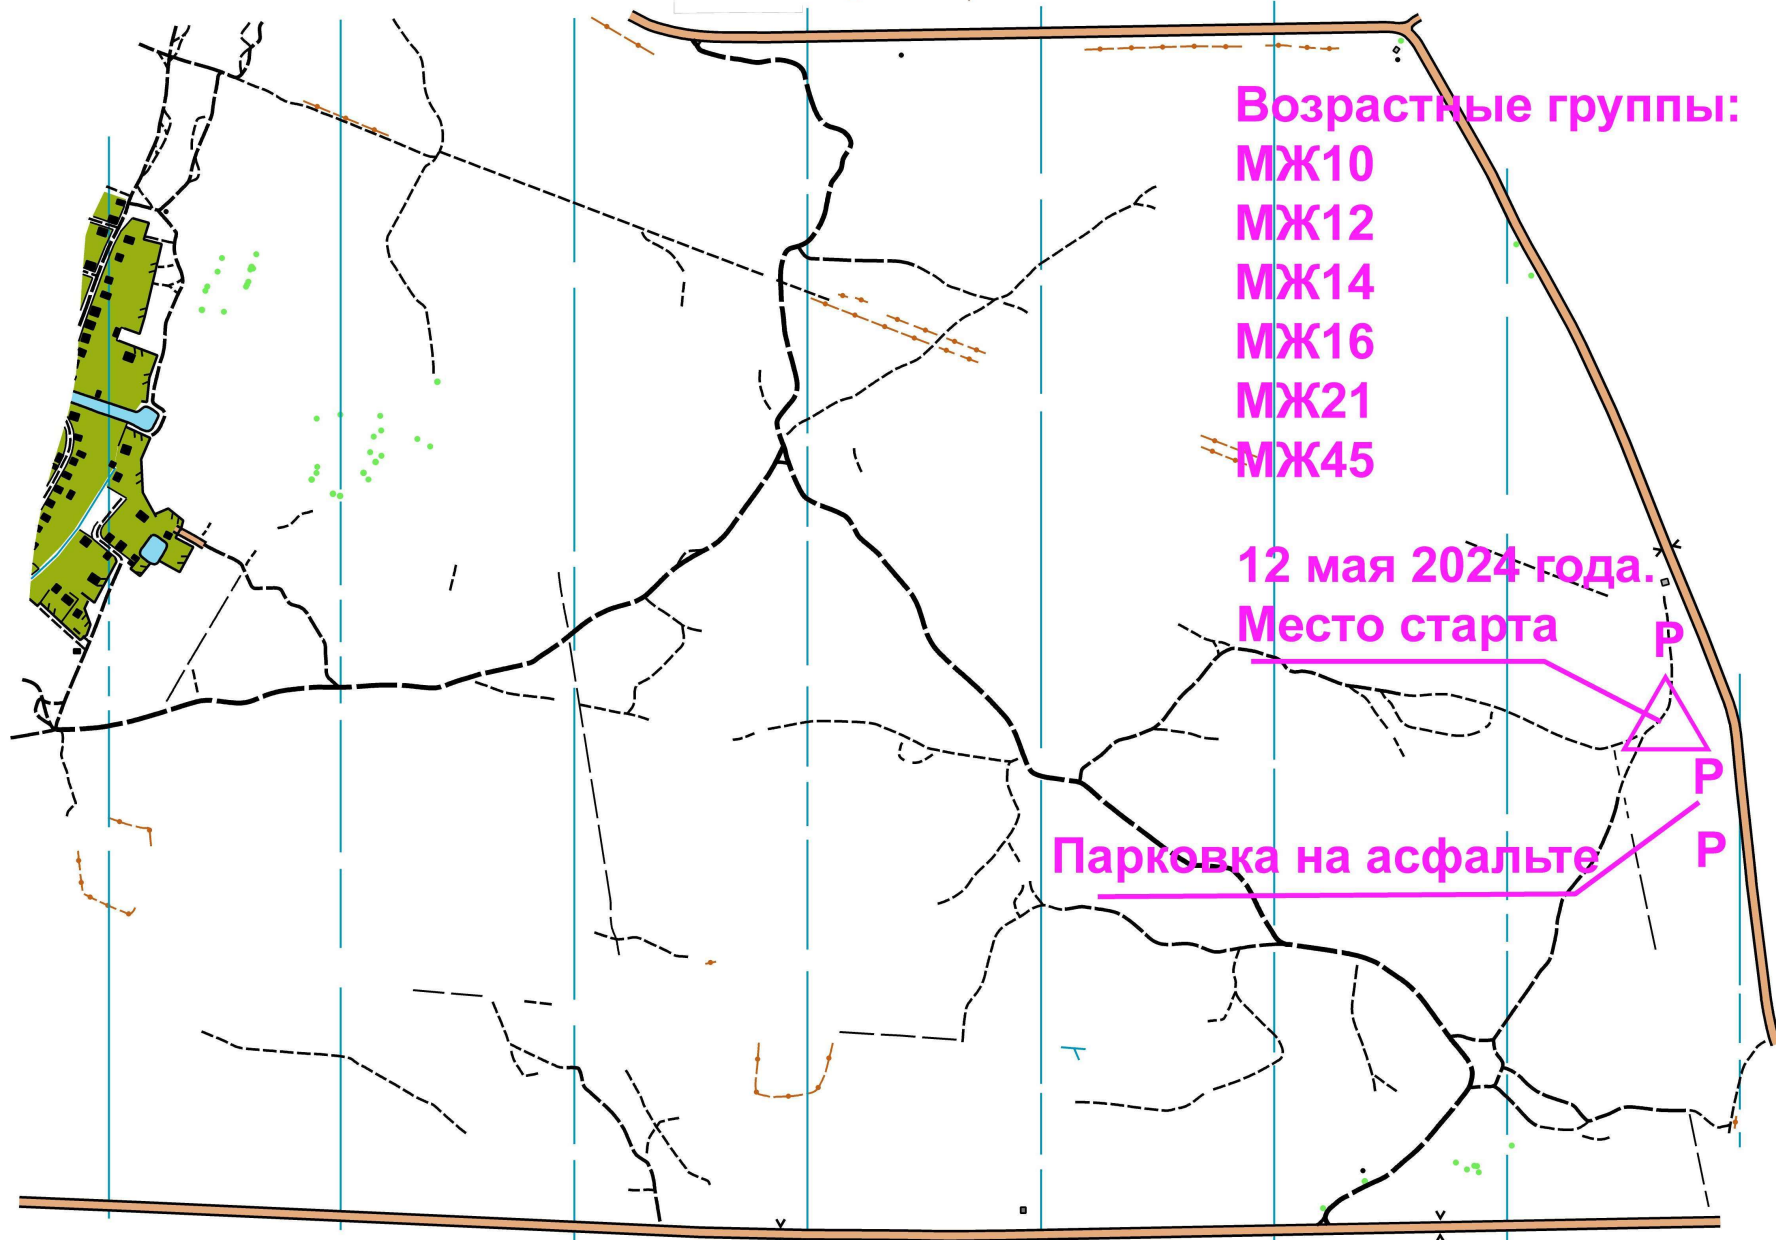 Возрастные группы:
МЖ10
МЖ12
МЖ14
МЖ16
МЖ21
МЖ45
12 мая 2024 года.
Место старта
Р
Р
Парковка на асфальте
Р